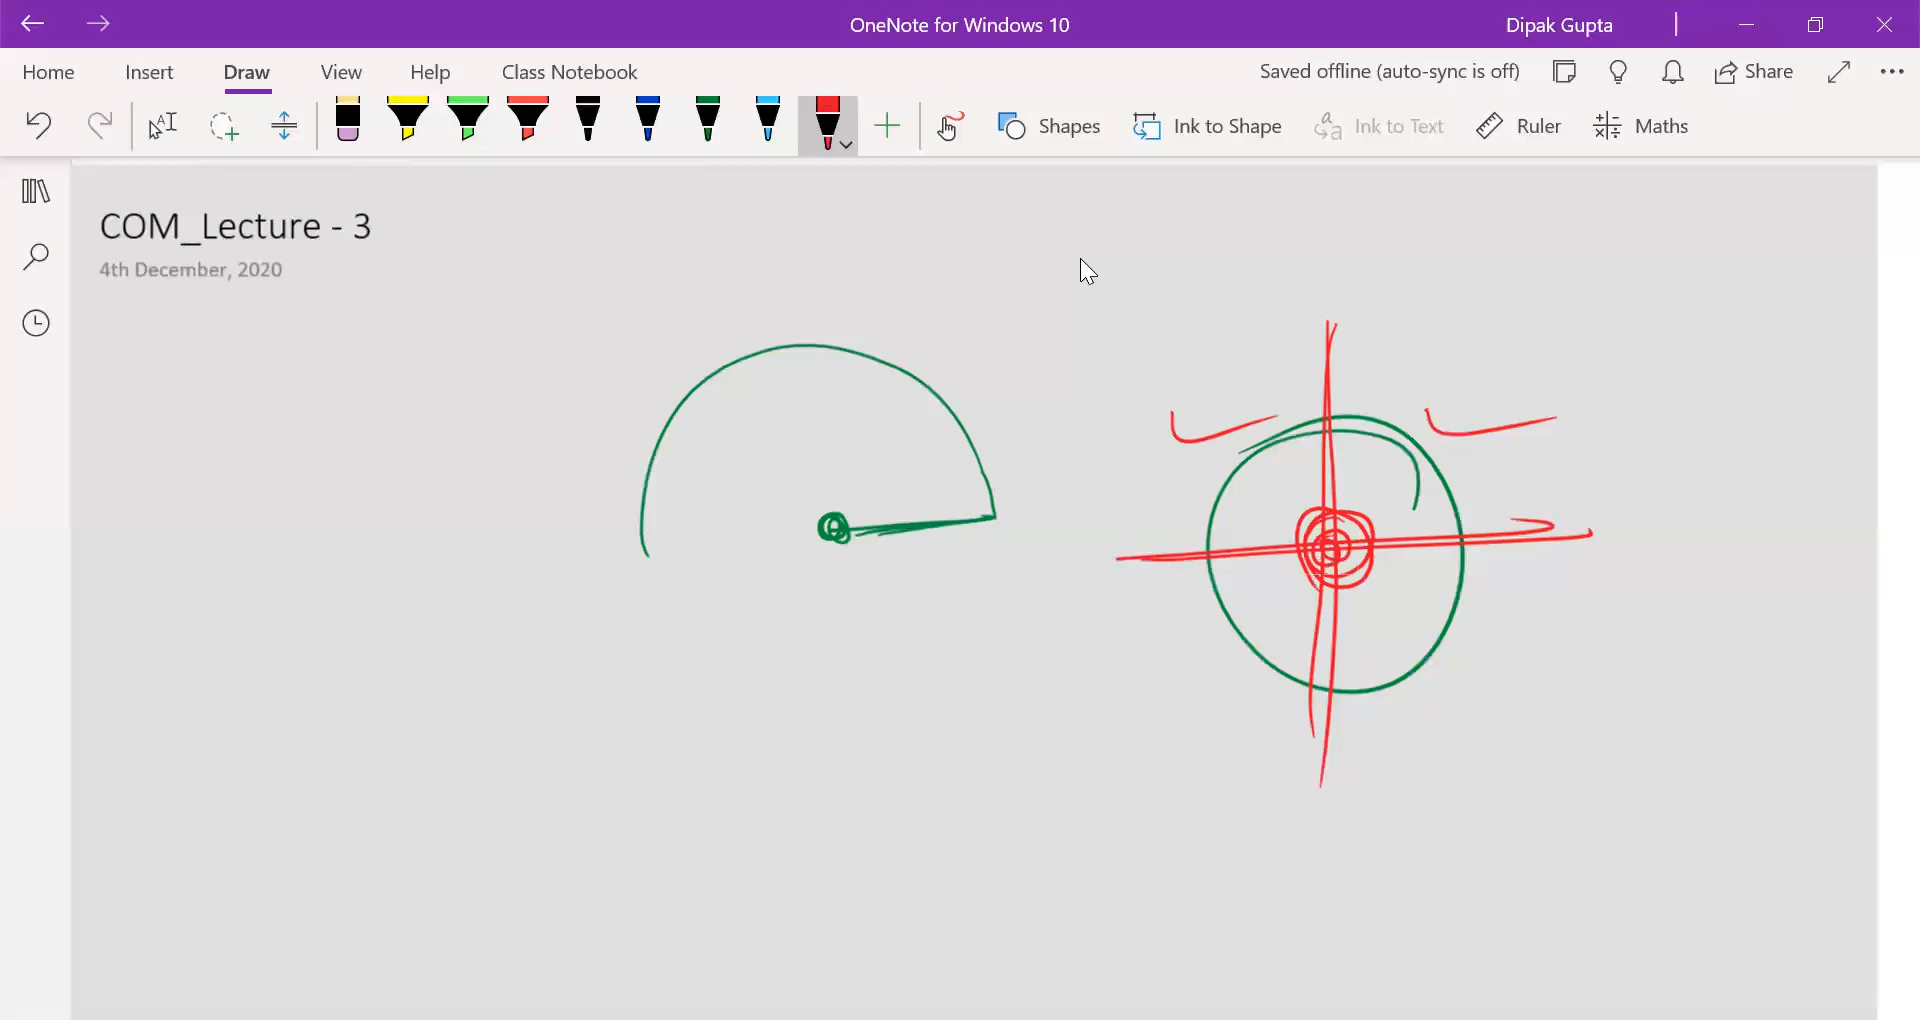 OneNote for Windows 10
Dipak Gupta
Home Insert Draw View Help Class Notebook
Saved offline (auto-sync is off) Share
Shapes Ink to Shape Ink to Text Ruler Maths
COM_Lecture - 3
4th December, 2020